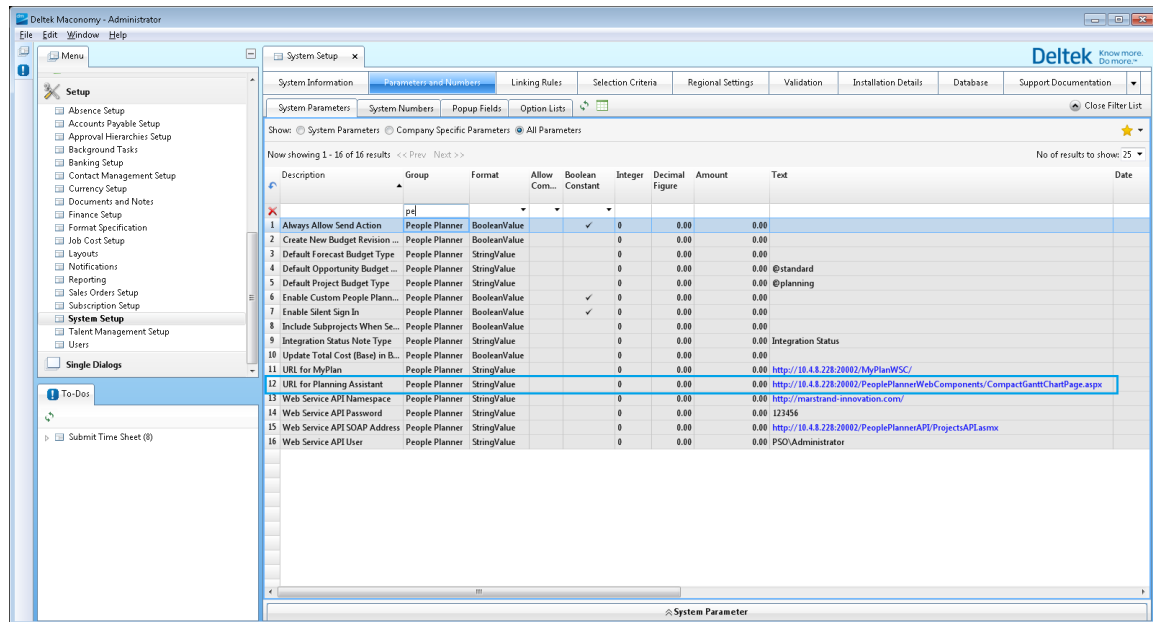 Deltek Maconomy - Administrator
File Edit Window Help
Menu
Setup
Absence Setup
Accounts Payable Setup
Approval Hierarchies Setup
Background Tasks
Banking Setup
Contact Management Setup
Currency Setup
Documents and Notes
Finance Setup
Format Specification
Job Cost Setup
Layouts
Notifications
Reporting
Sales Orders Setup
Subscription Setup
System Setup
Talent Management Setup
Users
Single Dialogs
To-Dos
Submit Time Sheet (8)
System Setup x
Deltek Know more. Do more.™
System Information Parameters and Numbers Linking Rules Selection Criteria Regional Settings Validation Installation Details Database Support Documentation
System Parameters System Numbers Popup Fields Option Lists Close Filter List
Show: System Parameters Company Specific Parameters All Parameters
Now showing 1 - 16 of 16 results << Prev Next >> No of results to show: 25
Description Group Format Allow Com... Boolean Constant Integer Decimal Figure Amount Text Date
pe
1 Always Allow Send Action People Planner BooleanValue ✓ 0 0.00 0.00
2 Create New Budget Revision ... People Planner BooleanValue 0 0.00 0.00
3 Default Forecast Budget Type People Planner StringValue 0 0.00 0.00
4 Default Opportunity Budget ... People Planner StringValue 0 0.00 0.00 @standard
5 Default Project Budget Type People Planner StringValue 0 0.00 0.00 @planning
6 Enable Custom People Plann... People Planner BooleanValue ✓ 0 0.00 0.00
7 Enable Silent Sign In People Planner BooleanValue ✓ 0 0.00 0.00
8 Include Subprojects When Se... People Planner BooleanValue 0 0.00 0.00
9 Integration Status Note Type People Planner StringValue 0 0.00 0.00 Integration Status
10 Update Total Cost (Base) in B... People Planner BooleanValue 0 0.00 0.00
11 URL for MyPlan People Planner StringValue 0 0.00 0.00 http://10.4.8.228:20002/MyPlanWSC/
12 URL for Planning Assistant People Planner StringValue 0 0.00 0.00 http://10.4.8.228:20002/PeoplePlannerWebComponents/CompactGanttChartPage.aspx
13 Web Service API Namespace People Planner StringValue 0 0.00 0.00 http://marstrand-innovation.com/
14 Web Service API Password People Planner StringValue 0 0.00 0.00 123456
15 Web Service API SOAP Address People Planner StringValue 0 0.00 0.00 http://10.4.8.228:20002/PeoplePlannerAPI/ProjectsAPI.asmx
16 Web Service API User People Planner StringValue 0 0.00 0.00 PSO\Administrator
System Parameter